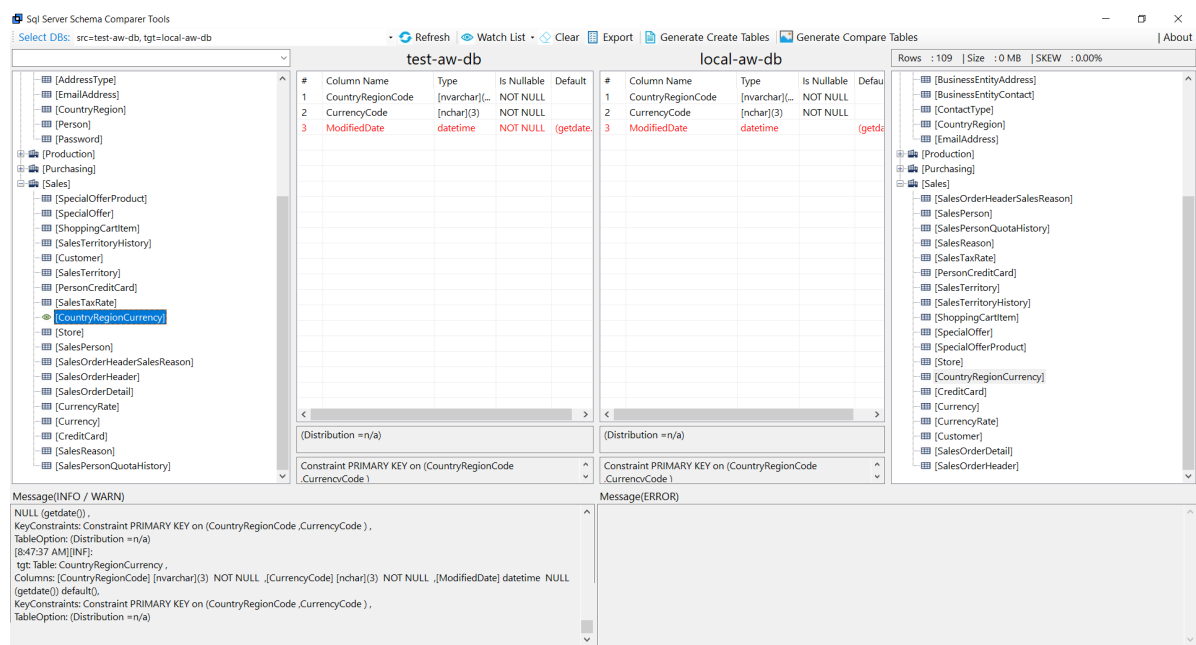 Sql Server Schema Comparer Tools
Select DBs: src=test-aw-db, tgt=local-aw-db Refresh Watch List Clear Export Generate Create Tables Generate Compare Tables | About
test-aw-db
local-aw-db
Rows : 109 | Size : 0 MB | SKEW : 0.00%
[AddressType]
[EmailAddress]
[CountryRegion]
[Person]
[Password]
[Production]
[Purchasing]
[Sales]
[SpecialOfferProduct]
[SpecialOffer]
[ShoppingCartItem]
[SalesTerritoryHistory]
[Customer]
[SalesTerritory]
[PersonCreditCard]
[SalesTaxRate]
[CountryRegionCurrency]
[Store]
[SalesPerson]
[SalesOrderHeaderSalesReason]
[SalesOrderHeader]
[SalesOrderDetail]
[CurrencyRate]
[Currency]
[CreditCard]
[SalesReason]
[SalesPersonQuotaHistory]
# Column Name Type Is Nullable Default
1 CountryRegionCode [nvarchar](... NOT NULL
2 CurrencyCode [nchar](3) NOT NULL
3 ModifiedDate datetime NOT NULL (getdate.
(Distribution =n/a)
Constraint PRIMARY KEY on (CountryRegionCode
,CurrencyCode )
# Column Name Type Is Nullable Defau
1 CountryRegionCode [nvarchar](... NOT NULL
2 CurrencyCode [nchar](3) NOT NULL
3 ModifiedDate datetime (getda
(Distribution =n/a)
Constraint PRIMARY KEY on (CountryRegionCode
,CurrencyCode )
[BusinessEntityAddress]
[BusinessEntityContact]
[ContactType]
[CountryRegion]
[EmailAddress]
[Production]
[Purchasing]
[Sales]
[SalesOrderHeaderSalesReason]
[SalesPerson]
[SalesPersonQuotaHistory]
[SalesReason]
[SalesTaxRate]
[PersonCreditCard]
[SalesTerritory]
[SalesTerritoryHistory]
[ShoppingCartItem]
[SpecialOffer]
[SpecialOfferProduct]
[Store]
[CountryRegionCurrency]
[CreditCard]
[Currency]
[CurrencyRate]
[Customer]
[SalesOrderDetail]
[SalesOrderHeader]
Message(INFO / WARN)
NULL (getdate()) ,
KeyConstraints: Constraint PRIMARY KEY on (CountryRegionCode ,CurrencyCode ) ,
TableOption: (Distribution =n/a)
[8:47:37 AM][INF]:
tgt: Table: CountryRegionCurrency ,
Columns: [CountryRegionCode] [nvarchar](3) NOT NULL ,[CurrencyCode] [nchar](3) NOT NULL ,[ModifiedDate] datetime NULL
(getdate()) default(),
KeyConstraints: Constraint PRIMARY KEY on (CountryRegionCode ,CurrencyCode ) ,
TableOption: (Distribution =n/a)
Message(ERROR)